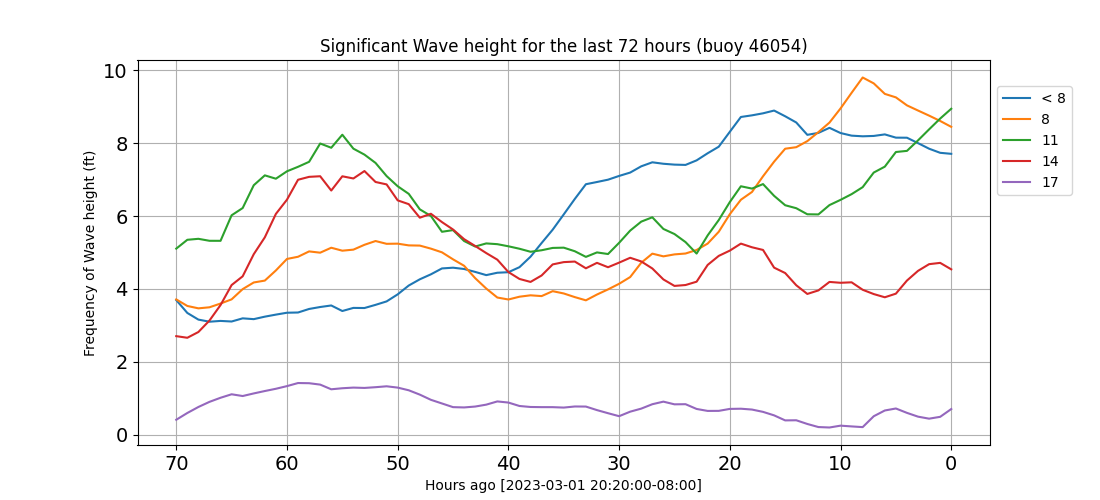 Significant Wave height for the last 72 hours (buoy 46054)
Frequency of Wave height (ft)
10
8
6
4
2
0
70 60 50 40 30 20 10 0
Hours ago [2023-03-01 20:20:00-08:00]
< 8
8
11
14
17